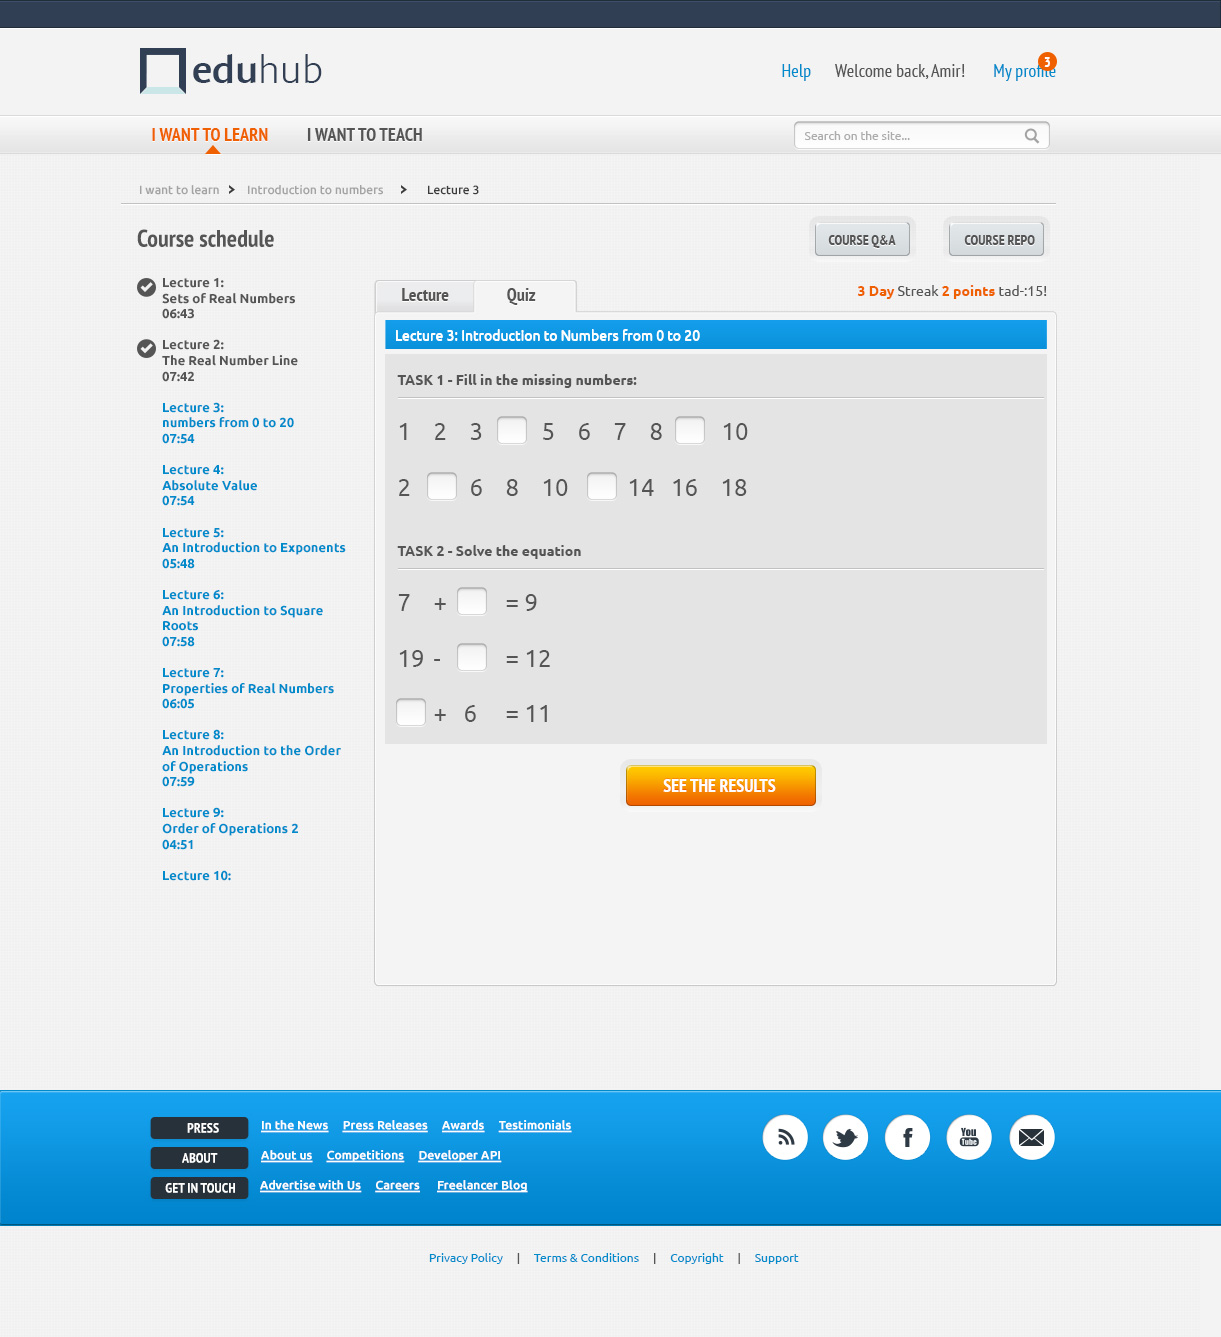 eduhub
Help Welcome back, Amir! My profile 3
I WANT TO LEARN I WANT TO TEACH Search on the site...
I want to learn Introduction to numbers Lecture 3
Course schedule COURSE Q&A COURSE REPO
Lecture 1:
Sets of Real Numbers
06:43
Lecture 2:
The Real Number Line
07:42
Lecture 3:
numbers from 0 to 20
07:54
Lecture 4:
Absolute Value
07:54
Lecture 5:
An Introduction to Exponents
05:48
Lecture 6:
An Introduction to Square
Roots
07:58
Lecture 7:
Properties of Real Numbers
06:05
Lecture 8:
An Introduction to the Order
of Operations
07:59
Lecture 9:
Order of Operations 2
04:51
Lecture 10:
Lecture Quiz
3 Day Streak 2 points tad-:15!
Lecture 3: Introduction to Numbers from 0 to 20
TASK 1 - Fill in the missing numbers:
1 2 3 5 6 7 8 10
2 6 8 10 14 16 18
TASK 2 - Solve the equation
7 + = 9
19 - = 12
+ 6 = 11
SEE THE RESULTS
PRESS In the News Press Releases Awards Testimonials
ABOUT About us Competitions Developer API
GET IN TOUCH Advertise with Us Careers Freelancer Blog
f
You
Tube
Privacy Policy | Terms & Conditions | Copyright | Support